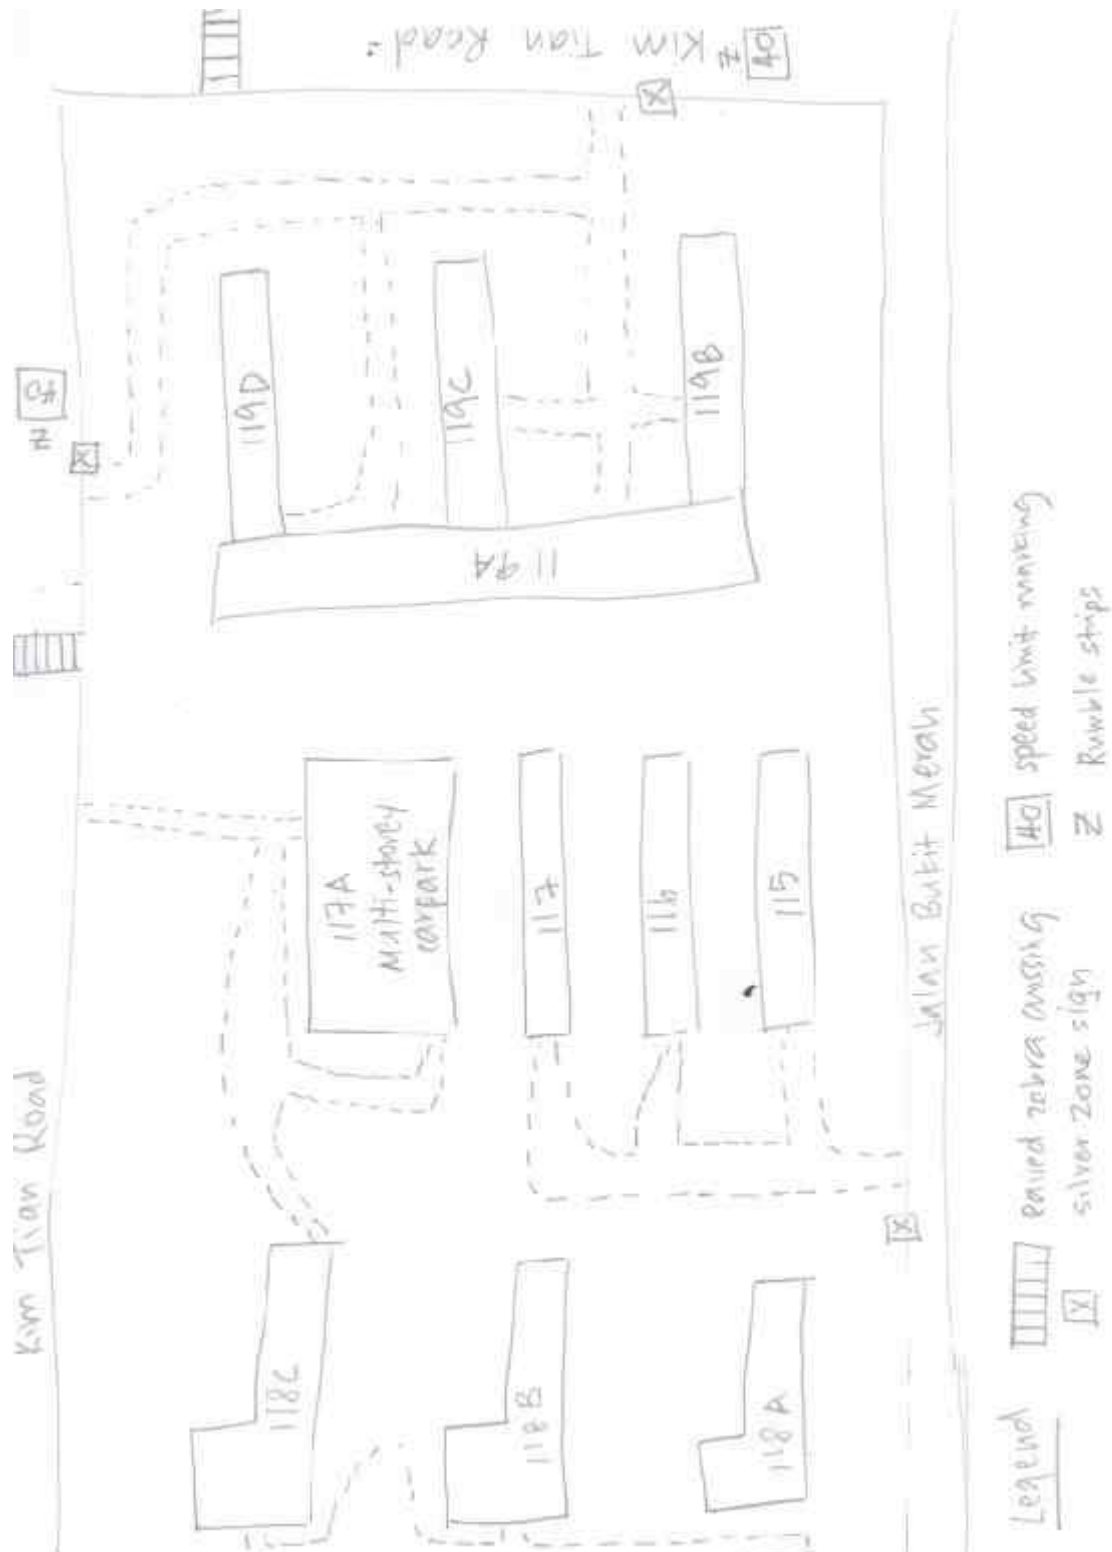 Kim Tian Road
40
Z
Kim Tian Road
40
Z
X
X
119D
119C
119B
119A
117A
Multi-storey
carpark
117
116
115
118C
118B
118A
Jalan Bukit Merah
X
Legend
zebra crossing
X silver zone sign
40 speed limit marking
Z Rumble strips